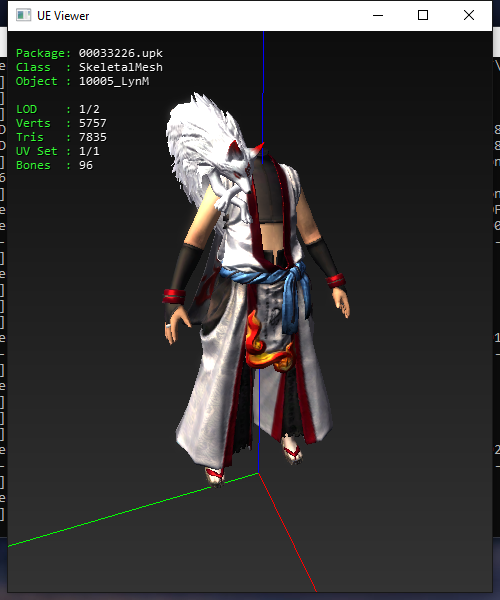 UE Viewer
Package: 00033226.upk
Class : SkeletalMesh
Object : 10005_LynM
LOD : 1/2
Verts : 5757
Tris : 7835
UV Set : 1/1
Bones : 96